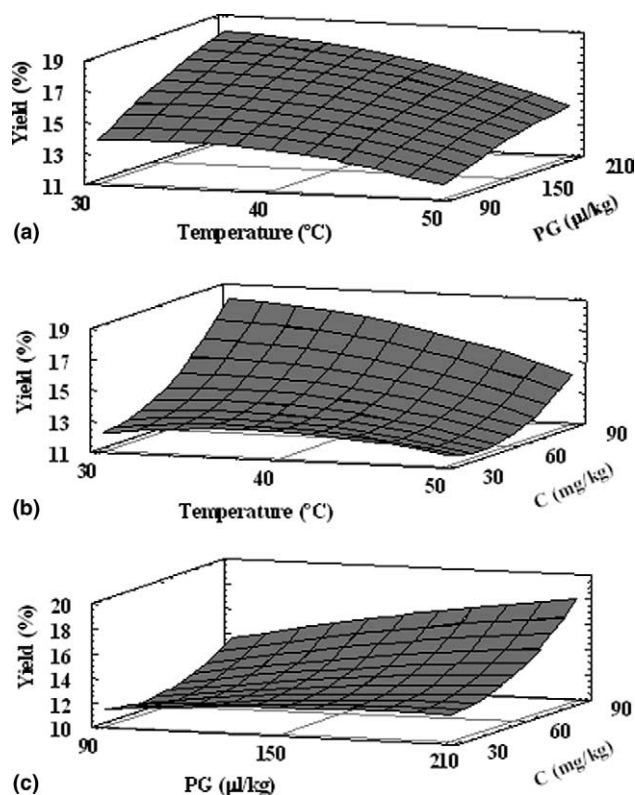 19
17
15
13
11
Yield (%)
30
40
50
Temperature (°C)
90
150
210
PG (µl/kg)
(a)
19
17
15
13
11
Yield (%)
30
40
50
Temperature (°C)
30
60
90
C (mg/kg)
(b)
20
18
16
14
12
10
Yield (%)
90
150
210
PG (µl/kg)
30
60
90
C (mg/kg)
(c)